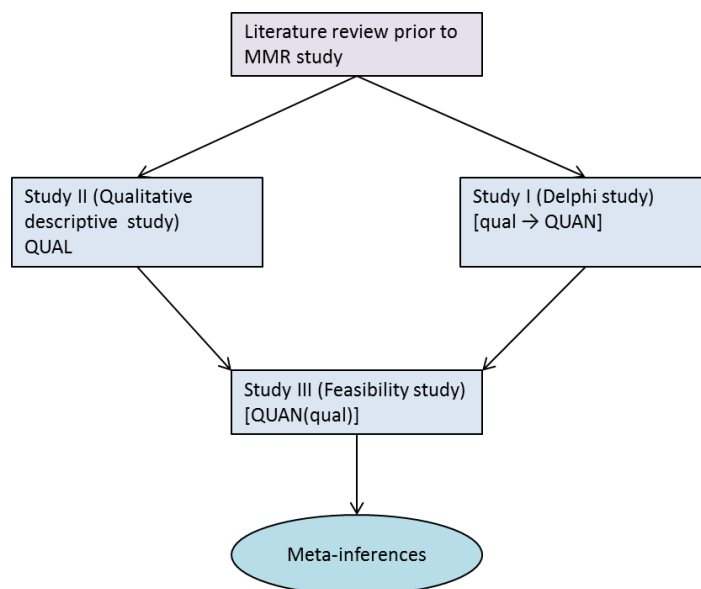 Literature review prior to
MMR study
Study II (Qualitative
descriptive study)
QUAL
Study I (Delphi study)
[qual → QUAN]
Study III (Feasibility study)
[QUAN(qual)]
Meta-inferences